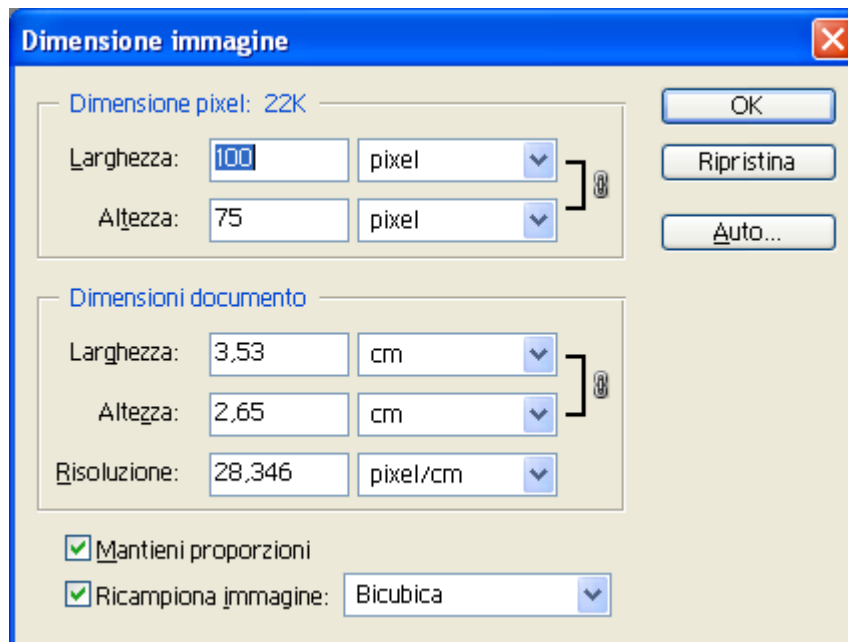 Dimensione immagine
Dimensione pixel: 22K
Larghezza: 100 pixel
Altezza: 75 pixel
OK
Ripristina
Auto...
Dimensioni documento
Larghezza: 3,53 cm
Altezza: 2,65 cm
Risoluzione: 28,346 pixel/cm
Mantieni proporzioni
Ricampiona immagine: Bicubica